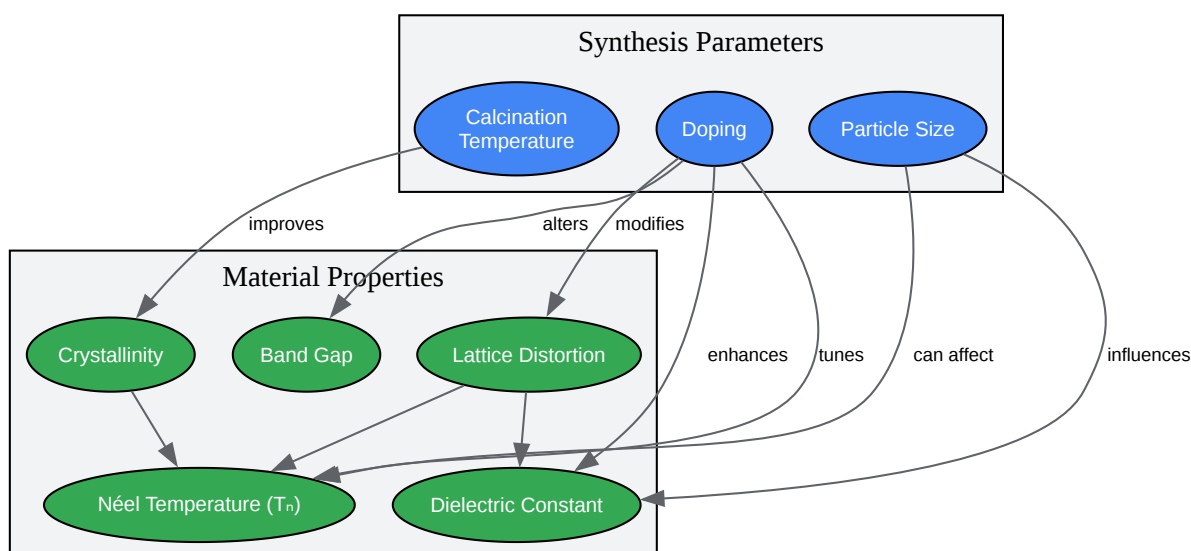 Synthesis Parameters
Calcination
Temperature
Doping
Particle Size
improves
alters
modifies
Material Properties
Crystallinity
Band Gap
Lattice Distortion
enhances
tunes
can affect
influences
Néel Temperature (Tₙ)
Dielectric Constant